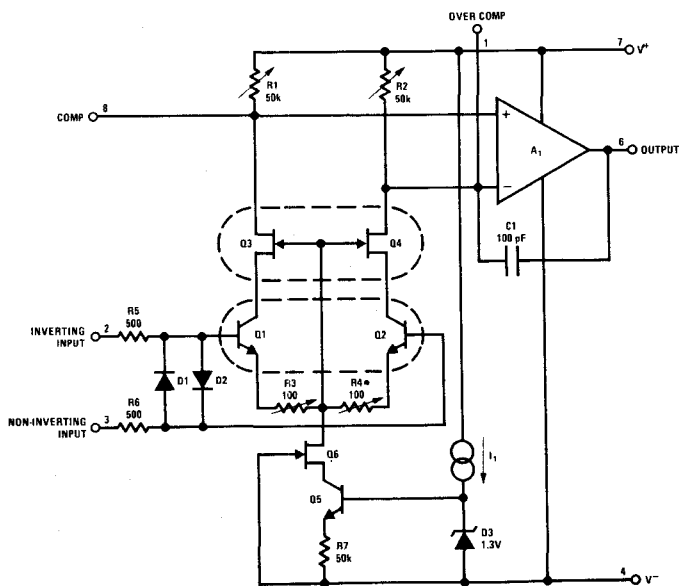 OVER COMP
1
7
V+
R1
50k
R2
50k
COMP
8
+
A1
6
OUTPUT
−
C1
100 pF
Q3
Q4
INVERTING
INPUT
2
R5
500
Q1
Q2
D1
D2
R3
100
R4
100
NON-INVERTING
INPUT
3
R6
500
Q6
I1
Q5
D3
1.3V
R7
50k
4
V−